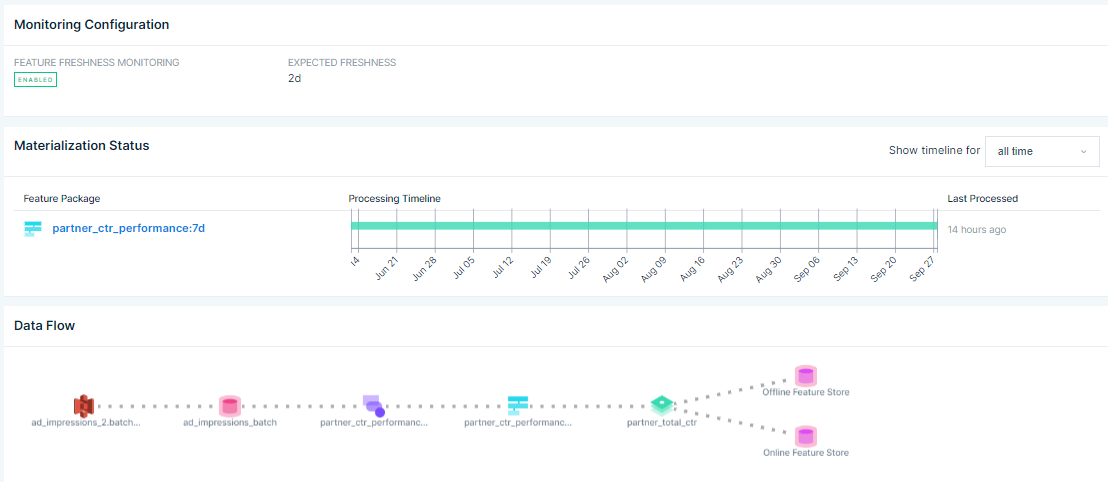 Monitoring Configuration
FEATURE FRESHNESS MONITORING
EXPECTED FRESHNESS
ENABLED
2d
Materialization Status
Show timeline for
all time
Feature Package
Processing Timeline
Last Processed
partner_ctr_performance:7d
14 hours ago
14
Jun 21
Jun 28
Jul 05
Jul 12
Jul 19
Jul 26
Aug 02
Aug 09
Aug 16
Aug 23
Aug 30
Sep 06
Sep 13
Sep 20
Sep 27
Data Flow
Offline Feature Store
ad_impressions_2.batch...
ad_impressions_batch
partner_ctr_performanc...
partner_ctr_performanc...
partner_total_ctr
Online Feature Store